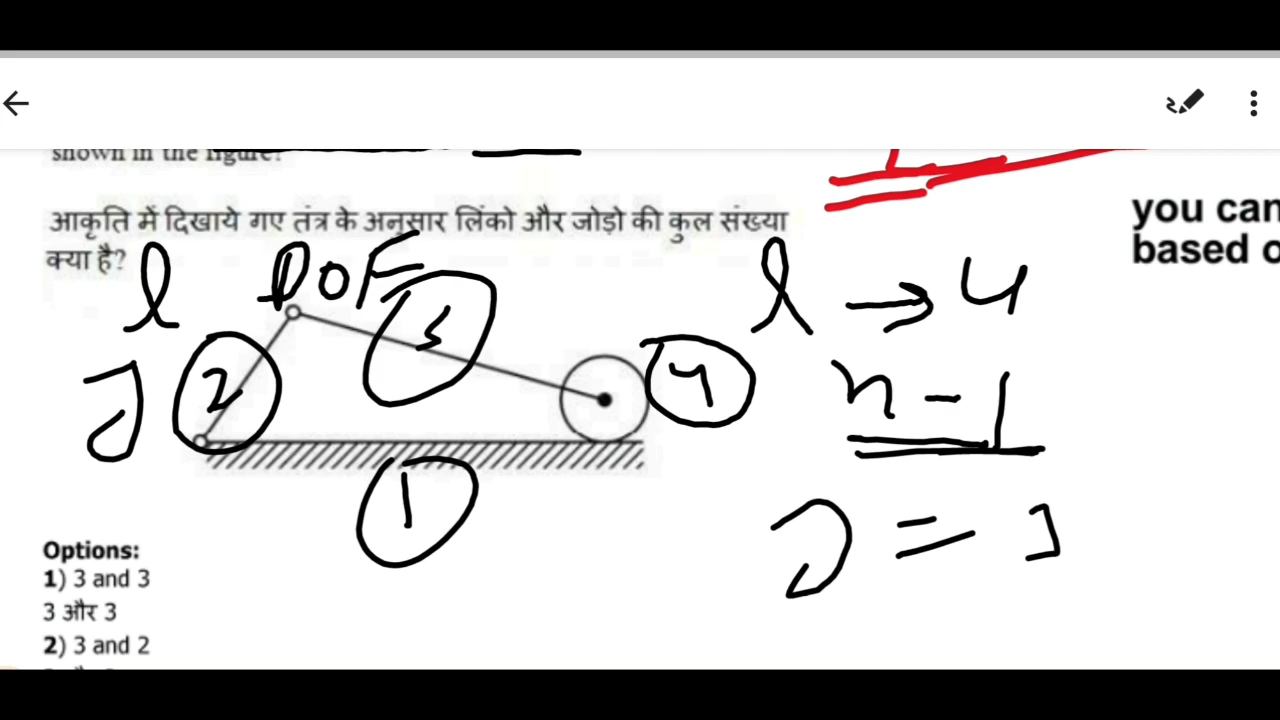 shown in the figure?
आकृति में दिखाये गए तंत्र के अनुसार लिंको और जोड़ो की कुल संख्या
क्या है?
you can
based o
l DOF
l → 4
J 2 3 4
n - 1
1
J =
Options:
1) 3 and 3
3 और 3
2) 3 and 2